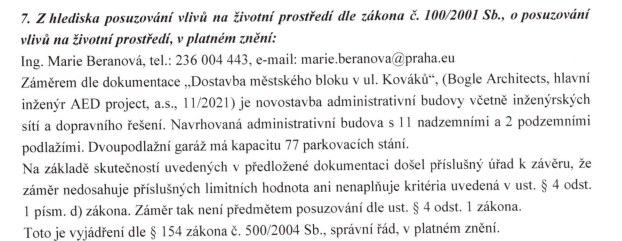 7. Z hlediska posuzování vlivů na životní prostředí dle zákona č. 100/2001 Sb., o posuzování
vlivů na životní prostředí, v platném znění:
Ing. Marie Beranová, tel.: 236 004 443, e-mail: marie.beranova@praha.eu
Záměrem dle dokumentace „Dostavba městského bloku v ul. Kováků“, (Bogle Architects, hlavní
inženýr AED project, a.s., 11/2021) je novostavba administrativní budovy včetně inženýrských
sítí a dopravního řešení. Navrhovaná administrativní budova s 11 nadzemními a 2 podzemními
podlažími. Dvoupodlažní garáž má kapacitu 77 parkovacích stání.
Na základě skutečností uvedených v předložené dokumentaci došel příslušný úřad k závěru, že
záměr nedosahuje příslušných limitních hodnota ani nenaplňuje kritéria uvedená v ust. § 4 odst.
1 písm. d) zákona. Záměr tak není předmětem posuzování dle ust. § 4 odst. 1 zákona.
Toto je vyjádření dle § 154 zákona č. 500/2004 Sb., správní řád, v platném znění.